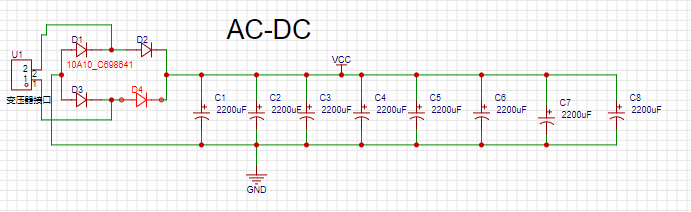 AC-DC
U1
2
1
2
1
变压器接口
D1
D2
10A10_C698641
D3
D4
VCC
C1
2200uF
C2
2200uF
C3
2200uF
C4
2200uF
C5
2200uF
C6
2200uF
C7
2200uF
C8
2200uF
GND